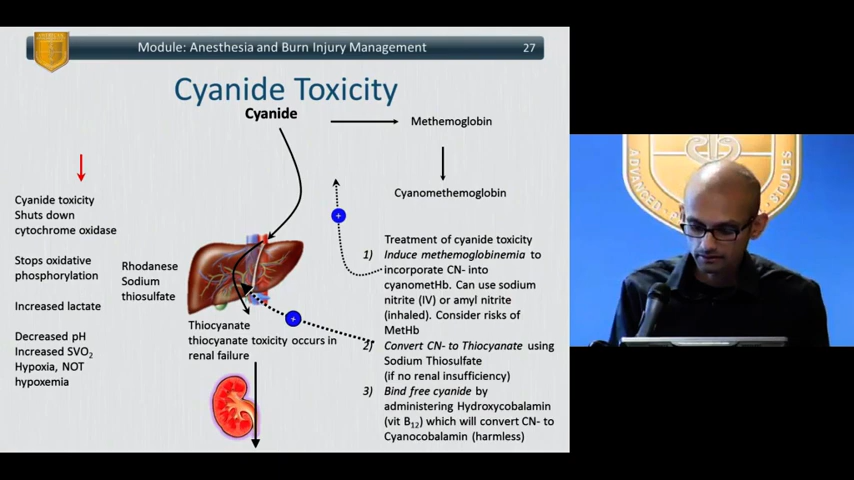 Module: Anesthesia and Burn Injury Management
27
Cyanide Toxicity
Cyanide
Methemoglobin
Cyanomethemoglobin
Cyanide toxicity
Shuts down
cytochrome oxidase
Stops oxidative
phosphorylation
Increased lactate
Decreased pH
Increased SVO2
Hypoxia, NOT
hypoxemia
Rhodanese
Sodium
thiosulfate
Thiocyanate
thiocyanate toxicity occurs in
renal failure
+
+
Treatment of cyanide toxicity
1) Induce methemoglobinemia to
incorporate CN- into
cyanometHb. Can use sodium
nitrite (IV) or amyl nitrite
(inhaled). Consider risks of
MetHb
2) Convert CN- to Thiocyanate using
Sodium Thiosulfate
(if no renal insufficiency)
3) Bind free cyanide by
administering Hydroxycobalamin
(vit B12) which will convert CN- to
Cyanocobalamin (harmless)
ADVANCED
STUDIES